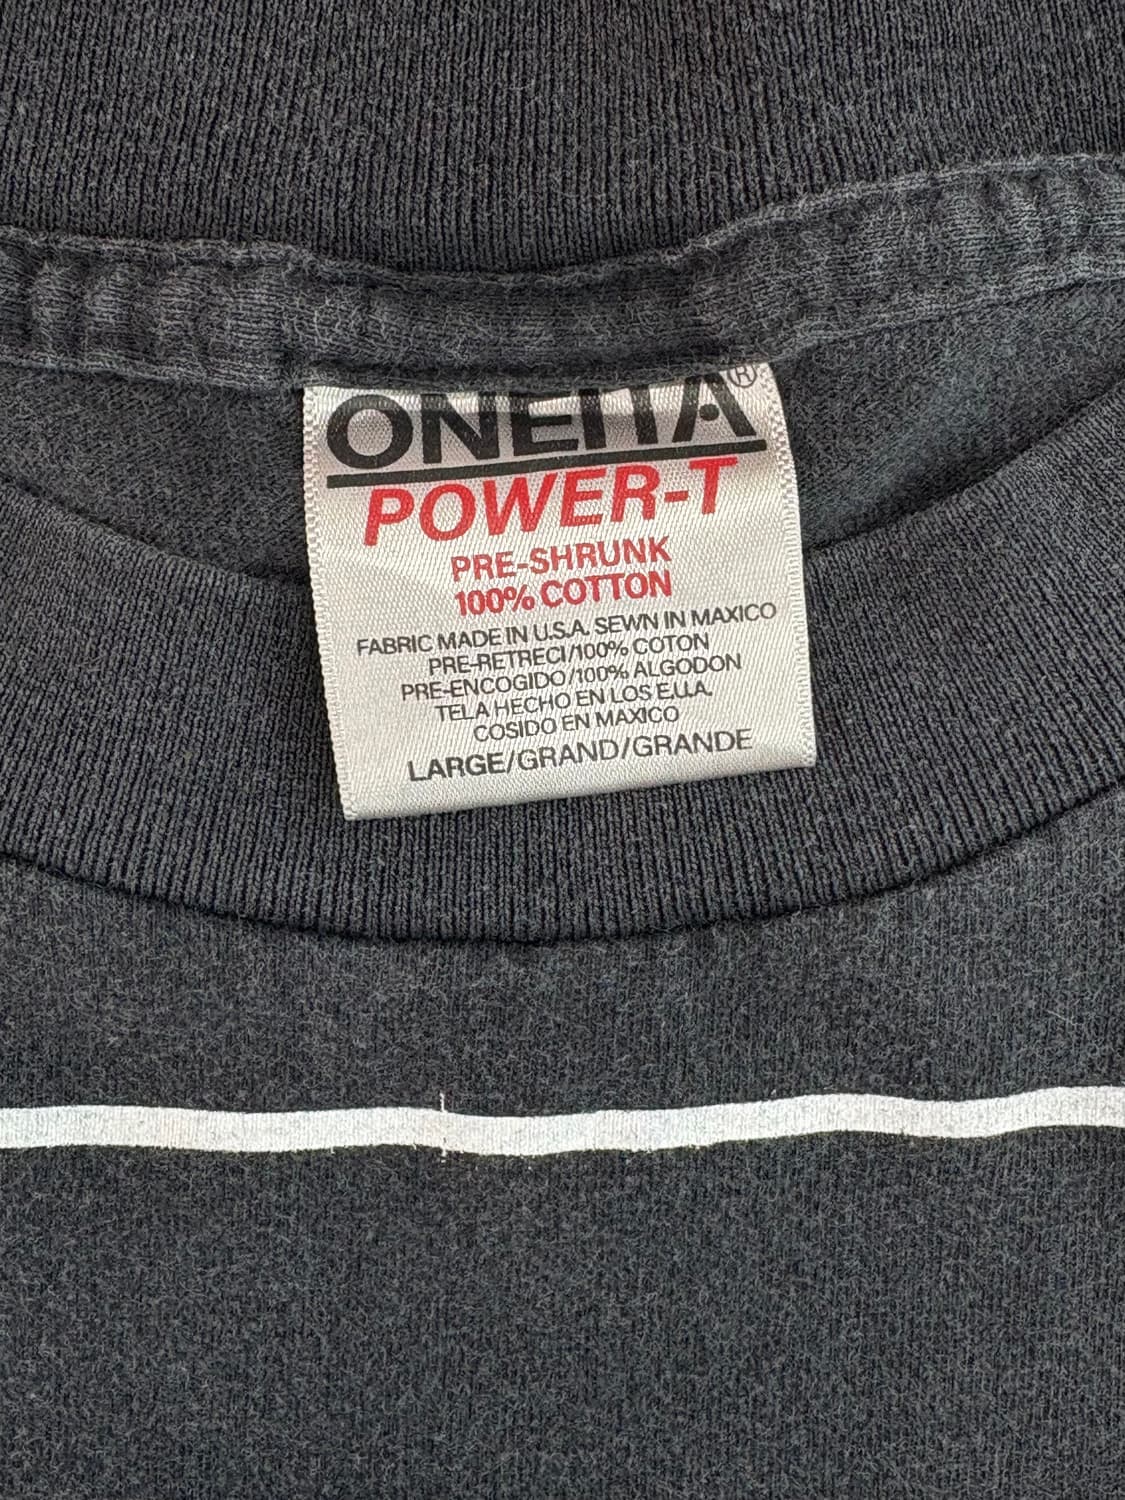 ONEITA®
POWER-T
PRE-SHRUNK
100% COTTON
FABRIC MADE IN U.S.A. SEWN IN MAXICO
PRE-RETRECI/100% COTON
PRE-ENCOGIDO/100% ALGODON
TELA HECHO EN LOS E.U.A.
COSIDO EN MAXICO
LARGE/GRAND/GRANDE